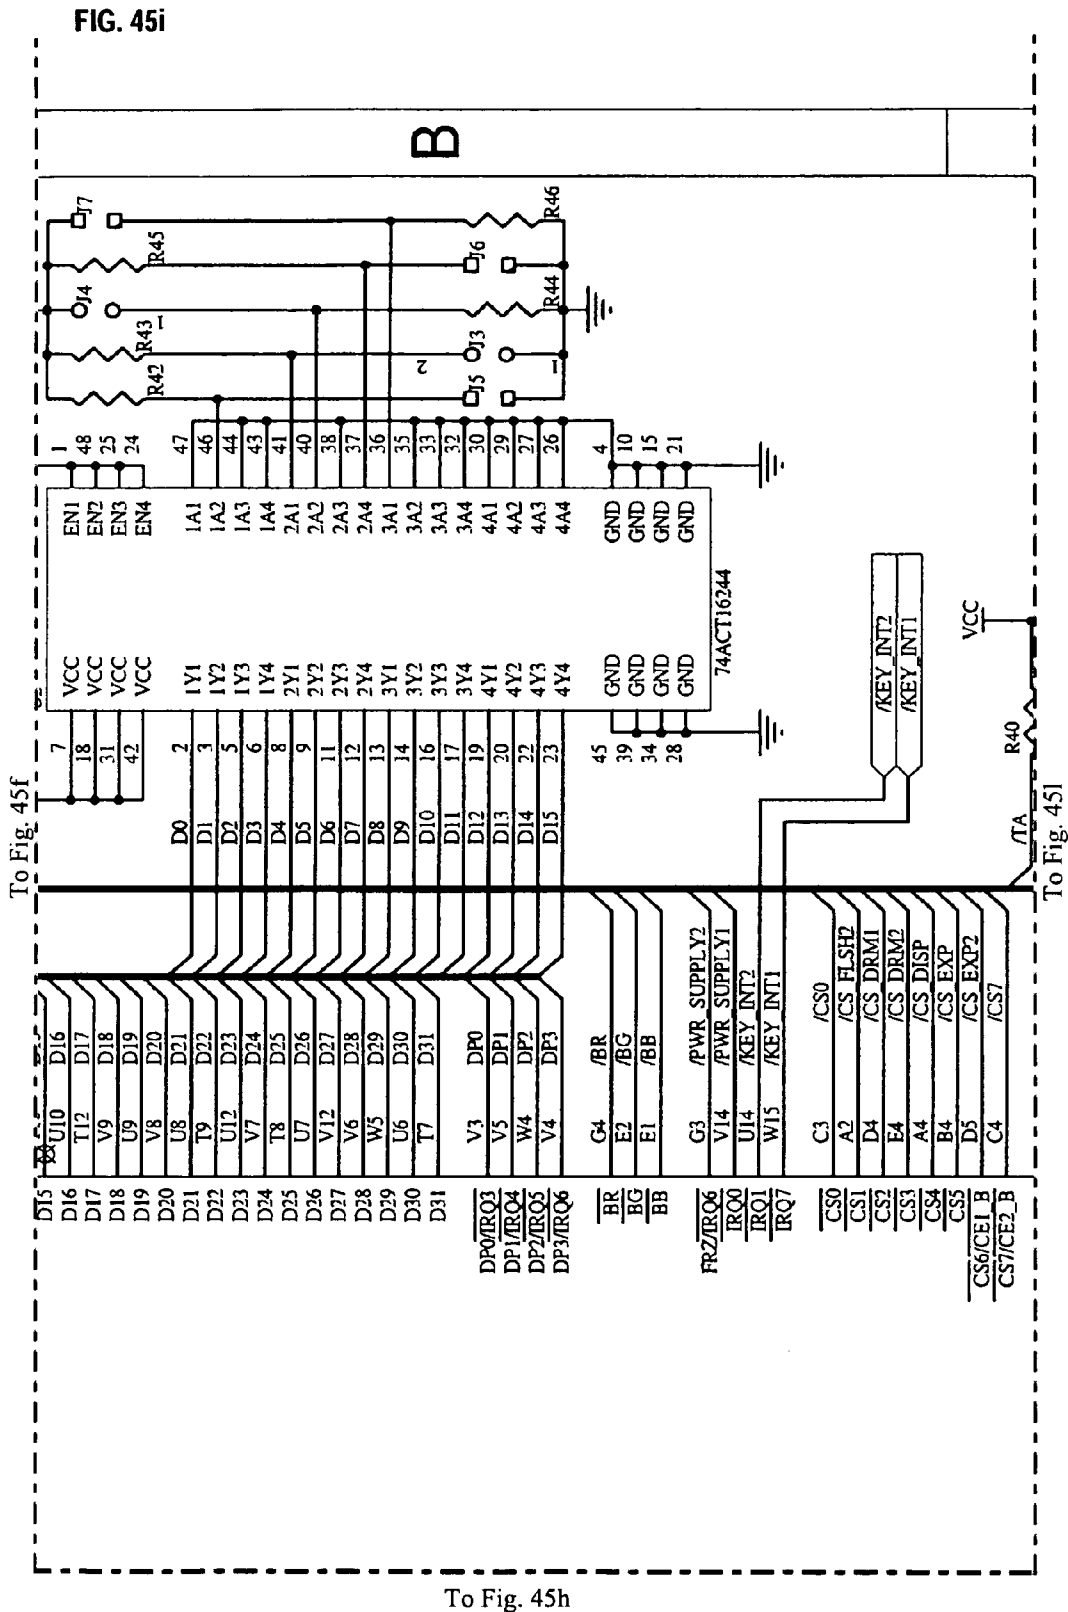 FIG. 45i
B
J7
R46
R45
J6
J4
1
R44
R43
2
J3
1
R42
J5
1
48
25
24
47
46
44
43
41
40
38
37
36
35
33
32
30
29
27
26
4
10
15
21
EN1
EN2
EN3
EN4
1A1
1A2
1A3
1A4
2A1
2A2
2A3
2A4
3A1
3A2
3A3
3A4
4A1
4A2
4A3
4A4
GND
GND
GND
GND
74ACT16244
VCC
VCC
VCC
VCC
1Y1
1Y2
1Y3
1Y4
2Y1
2Y2
2Y3
2Y4
3Y1
3Y2
3Y3
3Y4
4Y1
4Y2
4Y3
4Y4
GND
GND
GND
GND
/KEY_INT2
/KEY_INT1
VCC
R40
7
18
31
42
2
3
5
6
8
9
11
12
13
14
16
17
19
20
22
23
45
39
34
28
D0
D1
D2
D3
D4
D5
D6
D7
D8
D9
D10
D11
D12
D13
D14
D15
/TA
To Fig. 45f
To Fig. 45l
D16
D17
D18
D19
D20
D21
D22
D23
D24
D25
D26
D27
D28
D29
D30
D31
DP0
DP1
DP2
DP3
/BR
/BG
/BB
/PWR_SUPPLY2
/PWR_SUPPLY1
/KEY_INT2
/KEY_INT1
/CS0
/CS_FLSH2
/CS_DRM1
/CS_DRM2
/CS_DISP
/CS_EXP
/CS_EXP2
/CS7
U10
T12
V9
U9
V8
U8
T9
U12
V7
T8
U7
V12
V6
W5
U6
T7
V3
V5
W4
V4
G4
E2
E1
G3
V14
U14
W15
C3
A2
D4
E4
A4
B4
D5
C4
D15
D16
D17
D18
D19
D20
D21
D22
D23
D24
D25
D26
D27
D28
D29
D30
D31
DP0/IRQ3
DP1/IRQ4
DP2/IRQ5
DP3/IRQ6
BR
BG
BB
FRZ/IRQ6
IRQ0
IRQ1
IRQ7
CS0
CS1
CS2
CS3
CS4
CS5
CS6/CE1_B
CS7/CE2_B
To Fig. 45h